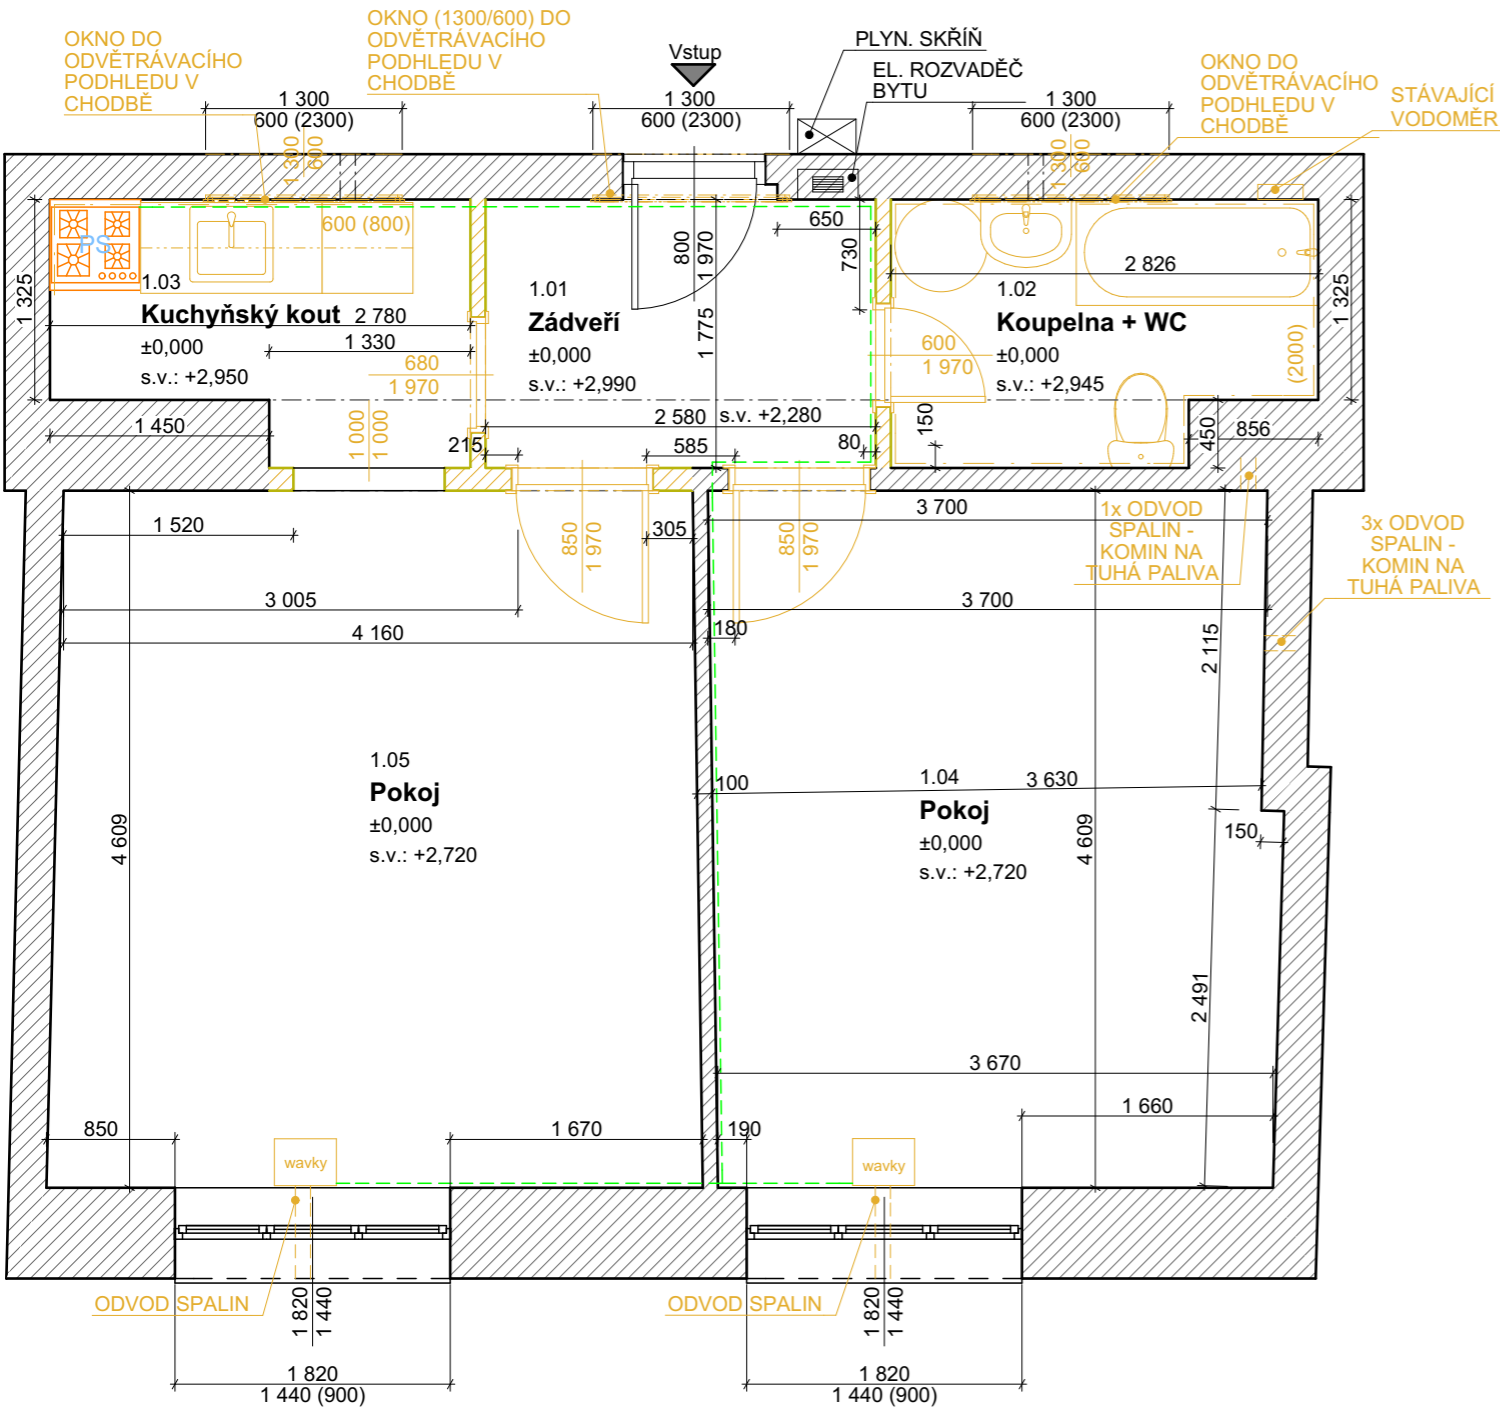 OKNO DO
ODVĚTRÁVACÍHO
PODHLEDU V
CHODBĚ
OKNO (1300/600) DO
ODVĚTRÁVACÍHO
PODHLEDU V
CHODBĚ
Vstup
PLYN. SKŘÍŇ
EL. ROZVADĚČ
BYTU
OKNO DO
ODVĚTRÁVACÍHO
PODHLEDU V
CHODBĚ
STÁVAJÍCÍ
VODOMĚR
1 300
600 (2300)
1 300
600 (2300)
1 300
600 (2300)
1 300
600
1 300
600
PS
600 (800)
1 325
1.03
Kuchyňský kout
±0,000
s.v.: +2,950
2 780
1 330
680
1 970
1 450
1 000
1 000
1.01
Zádveří
±0,000
s.v.: +2,990
800
1 970
1 775
650
730
2 580
s.v. +2,280
215
585
80
1.02
Koupelna + WC
±0,000
s.v.: +2,945
2 826
600
1 970
(2000)
1 325
150
450
856
1 520
3 005
4 160
305
850
1 970
850
1 970
3 700
3 700
180
1x ODVOD
SPALIN -
KOMIN NA
TUHÁ PALIVA
3x ODVOD
SPALIN -
KOMIN NA
TUHÁ PALIVA
2 115
1.05
Pokoj
±0,000
s.v.: +2,720
4 609
100
1.04
Pokoj
±0,000
s.v.: +2,720
3 630
4 609
150
2 491
3 670
1 660
850
1 670
190
wavky
wavky
ODVOD SPALIN
ODVOD SPALIN
1 820
1 440
1 820
1 440
1 820
1 440 (900)
1 820
1 440 (900)